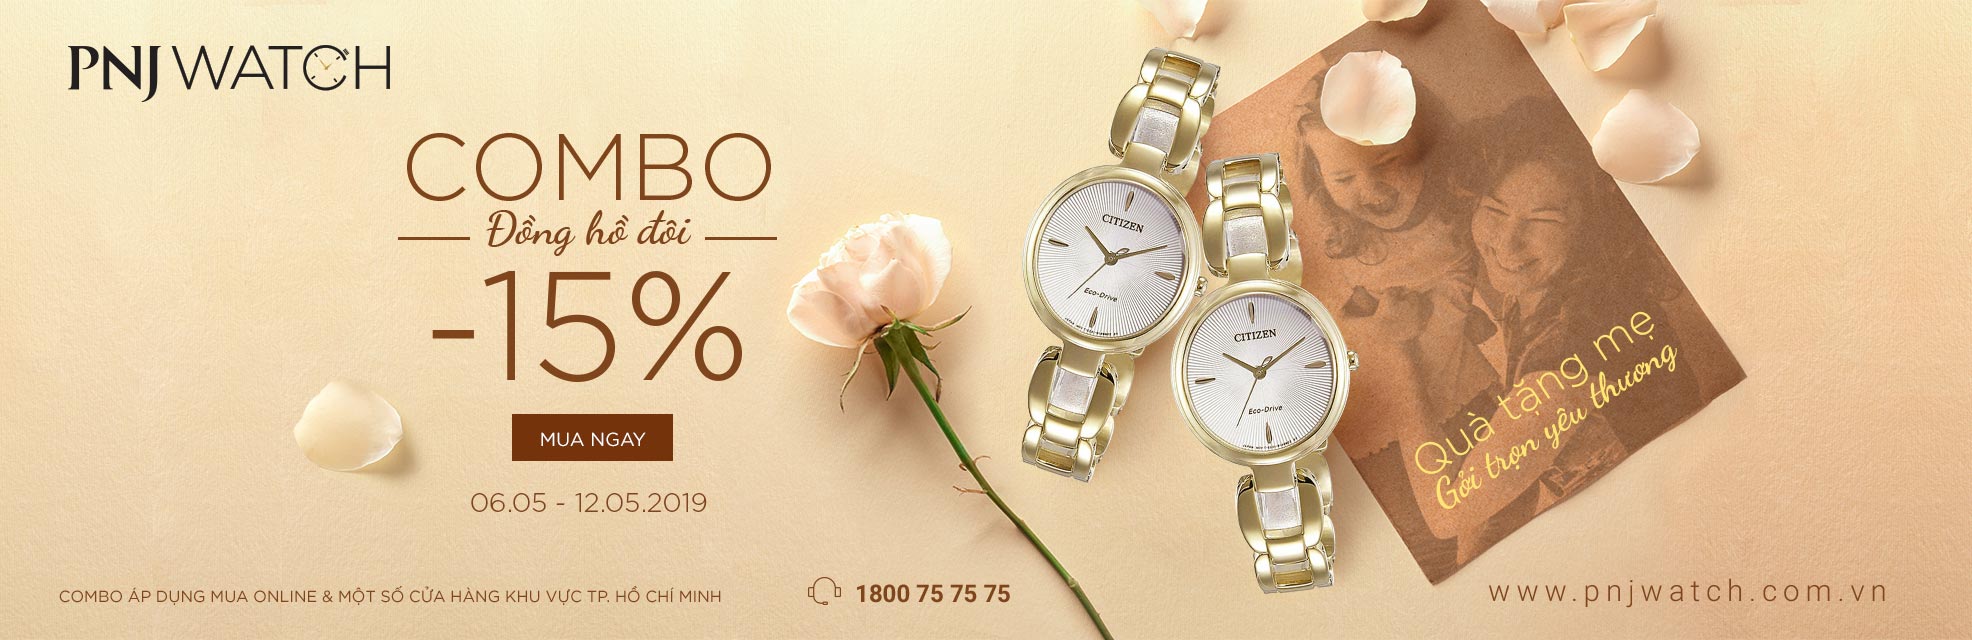 PNJ WATCH
COMBO
Đồng hồ đôi
-15%
MUA NGAY
06.05 - 12.05.2019
CITIZEN
Eco-Drive
CITIZEN
Eco-Drive
Quà tặng mẹ
Gởi trọn yêu thương
COMBO ÁP DỤNG MUA ONLINE & MỘT SỐ CỬA HÀNG KHU VỰC TP. HỒ CHÍ MINH
1800 75 75 75
www.pnjwatch.com.vn